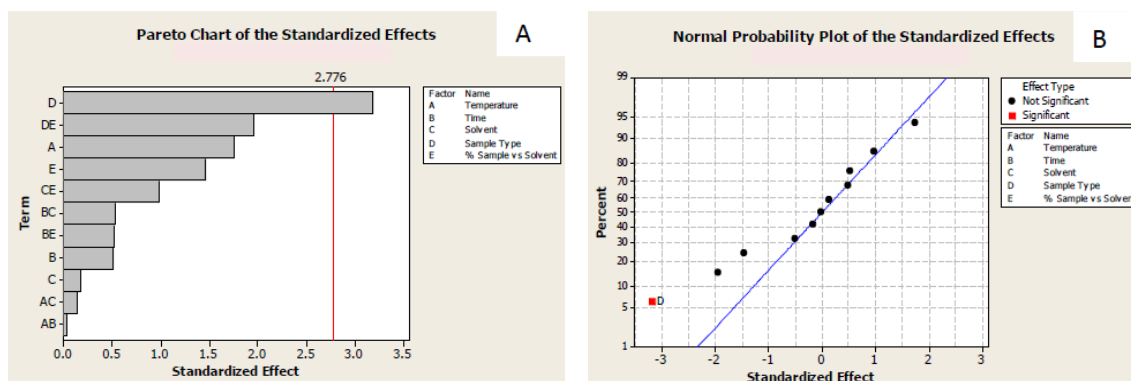 Pareto Chart of the Standardized Effects
A
2.776
Term
D
DE
A
E
CE
BC
BE
B
C
AC
AB
0.0 0.5 1.0 1.5 2.0 2.5 3.0 3.5
Standardized Effect
Factor Name
A Temperature
B Time
C Solvent
D Sample Type
E % Sample vs Solvent
Normal Probability Plot of the Standardized Effects
B
Percent
99
95
90
80
70
60
50
40
30
20
10
5
1
D
-3 -2 -1 0 1 2 3
Standardized Effect
Effect Type
Not Significant
Significant
Factor Name
A Temperature
B Time
C Solvent
D Sample Type
E % Sample vs Solvent